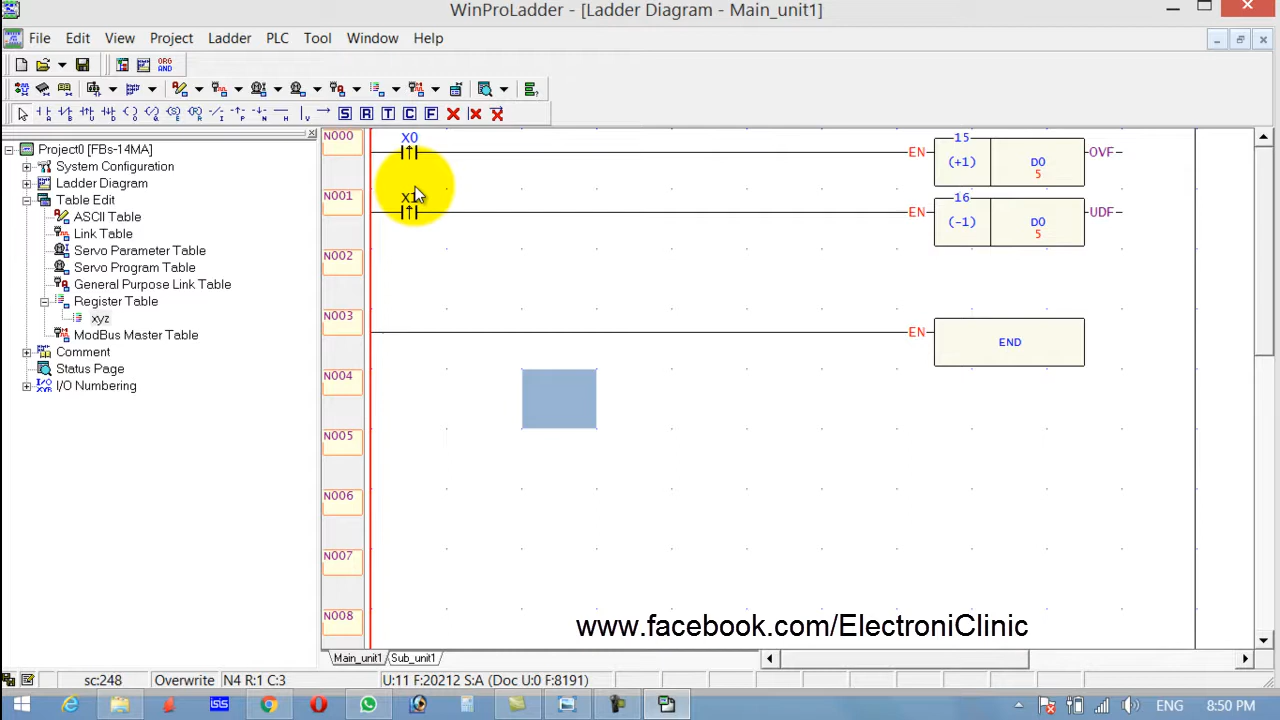 WinProLadder - [Ladder Diagram - Main_unit1]
File Edit View Project Ladder PLC Tool Window Help
ORG
AND
A B U D Q Q S R I P N H V
S R T C F
Project0 [FBs-14MA]
System Configuration
Ladder Diagram
Table Edit
ASCII Table
Link Table
Servo Parameter Table
Servo Program Table
General Purpose Link Table
Register Table
xyz
ModBus Master Table
Comment
Status Page
I/O Numbering
N000
X0
EN
15
(+1)
D0
5
OVF
N001
EN
16
(-1)
D0
5
UDF
N002
N003
EN
END
N004
N005
N006
N007
N008
www.facebook.com/ElectroniClinic
Main_unit1 Sub_unit1
sc:248 Overwrite N4 R:1 C:3 U:11 F:20212 S:A (Doc U:0 F:8191)
ISIS
ENG 8:50 PM